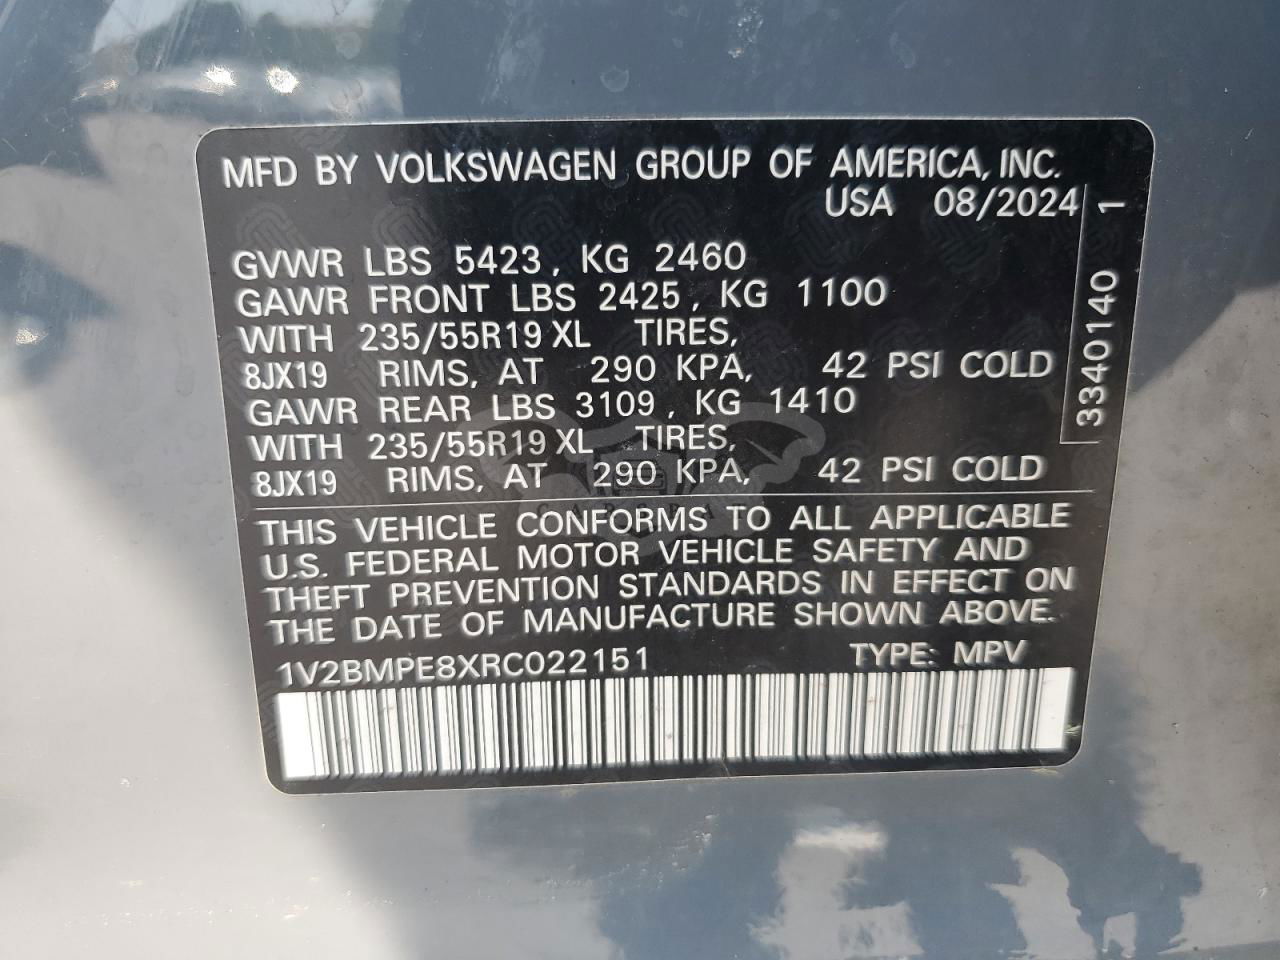 MFD BY VOLKSWAGEN GROUP OF AMERICA, INC.
USA 08/2024
GVWR LBS 5423, KG 2460
GAWR FRONT LBS 2425, KG 1100
WITH 235/55R19 XL TIRES,
8JX19 RIMS, AT 290 KPA, 42 PSI COLD
GAWR REAR LBS 3109, KG 1410
WITH 235/55R19 XL TIRES,
8JX19 RIMS, AT 290 KPA, 42 PSI COLD
THIS VEHICLE CONFORMS TO ALL APPLICABLE
U.S. FEDERAL MOTOR VEHICLE SAFETY AND
THEFT PREVENTION STANDARDS IN EFFECT ON
THE DATE OF MANUFACTURE SHOWN ABOVE.
1V2BMPE8XRC022151 TYPE: MPV
3340140 1